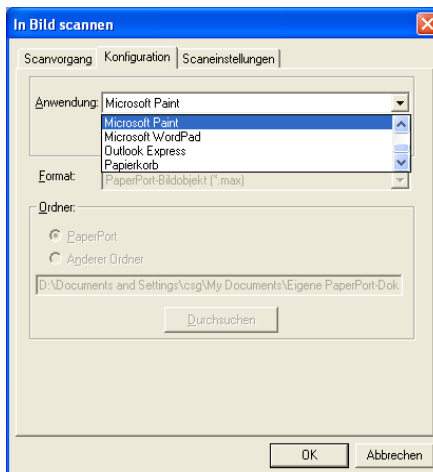 In Bild scannen
Scanvorgang Konfiguration Scaneinstellungen
Anwendung: Microsoft Paint
Microsoft Paint
Microsoft WordPad
Outlook Express
Papierkorb
Format: PaperPort-Bildobjekt (*.max)
Ordner:
PaperPort
Anderer Ordner
D:\Documents and Settings\csg\My Documents\Eigene PaperPort-Dok
Durchsuchen
OK Abbrechen